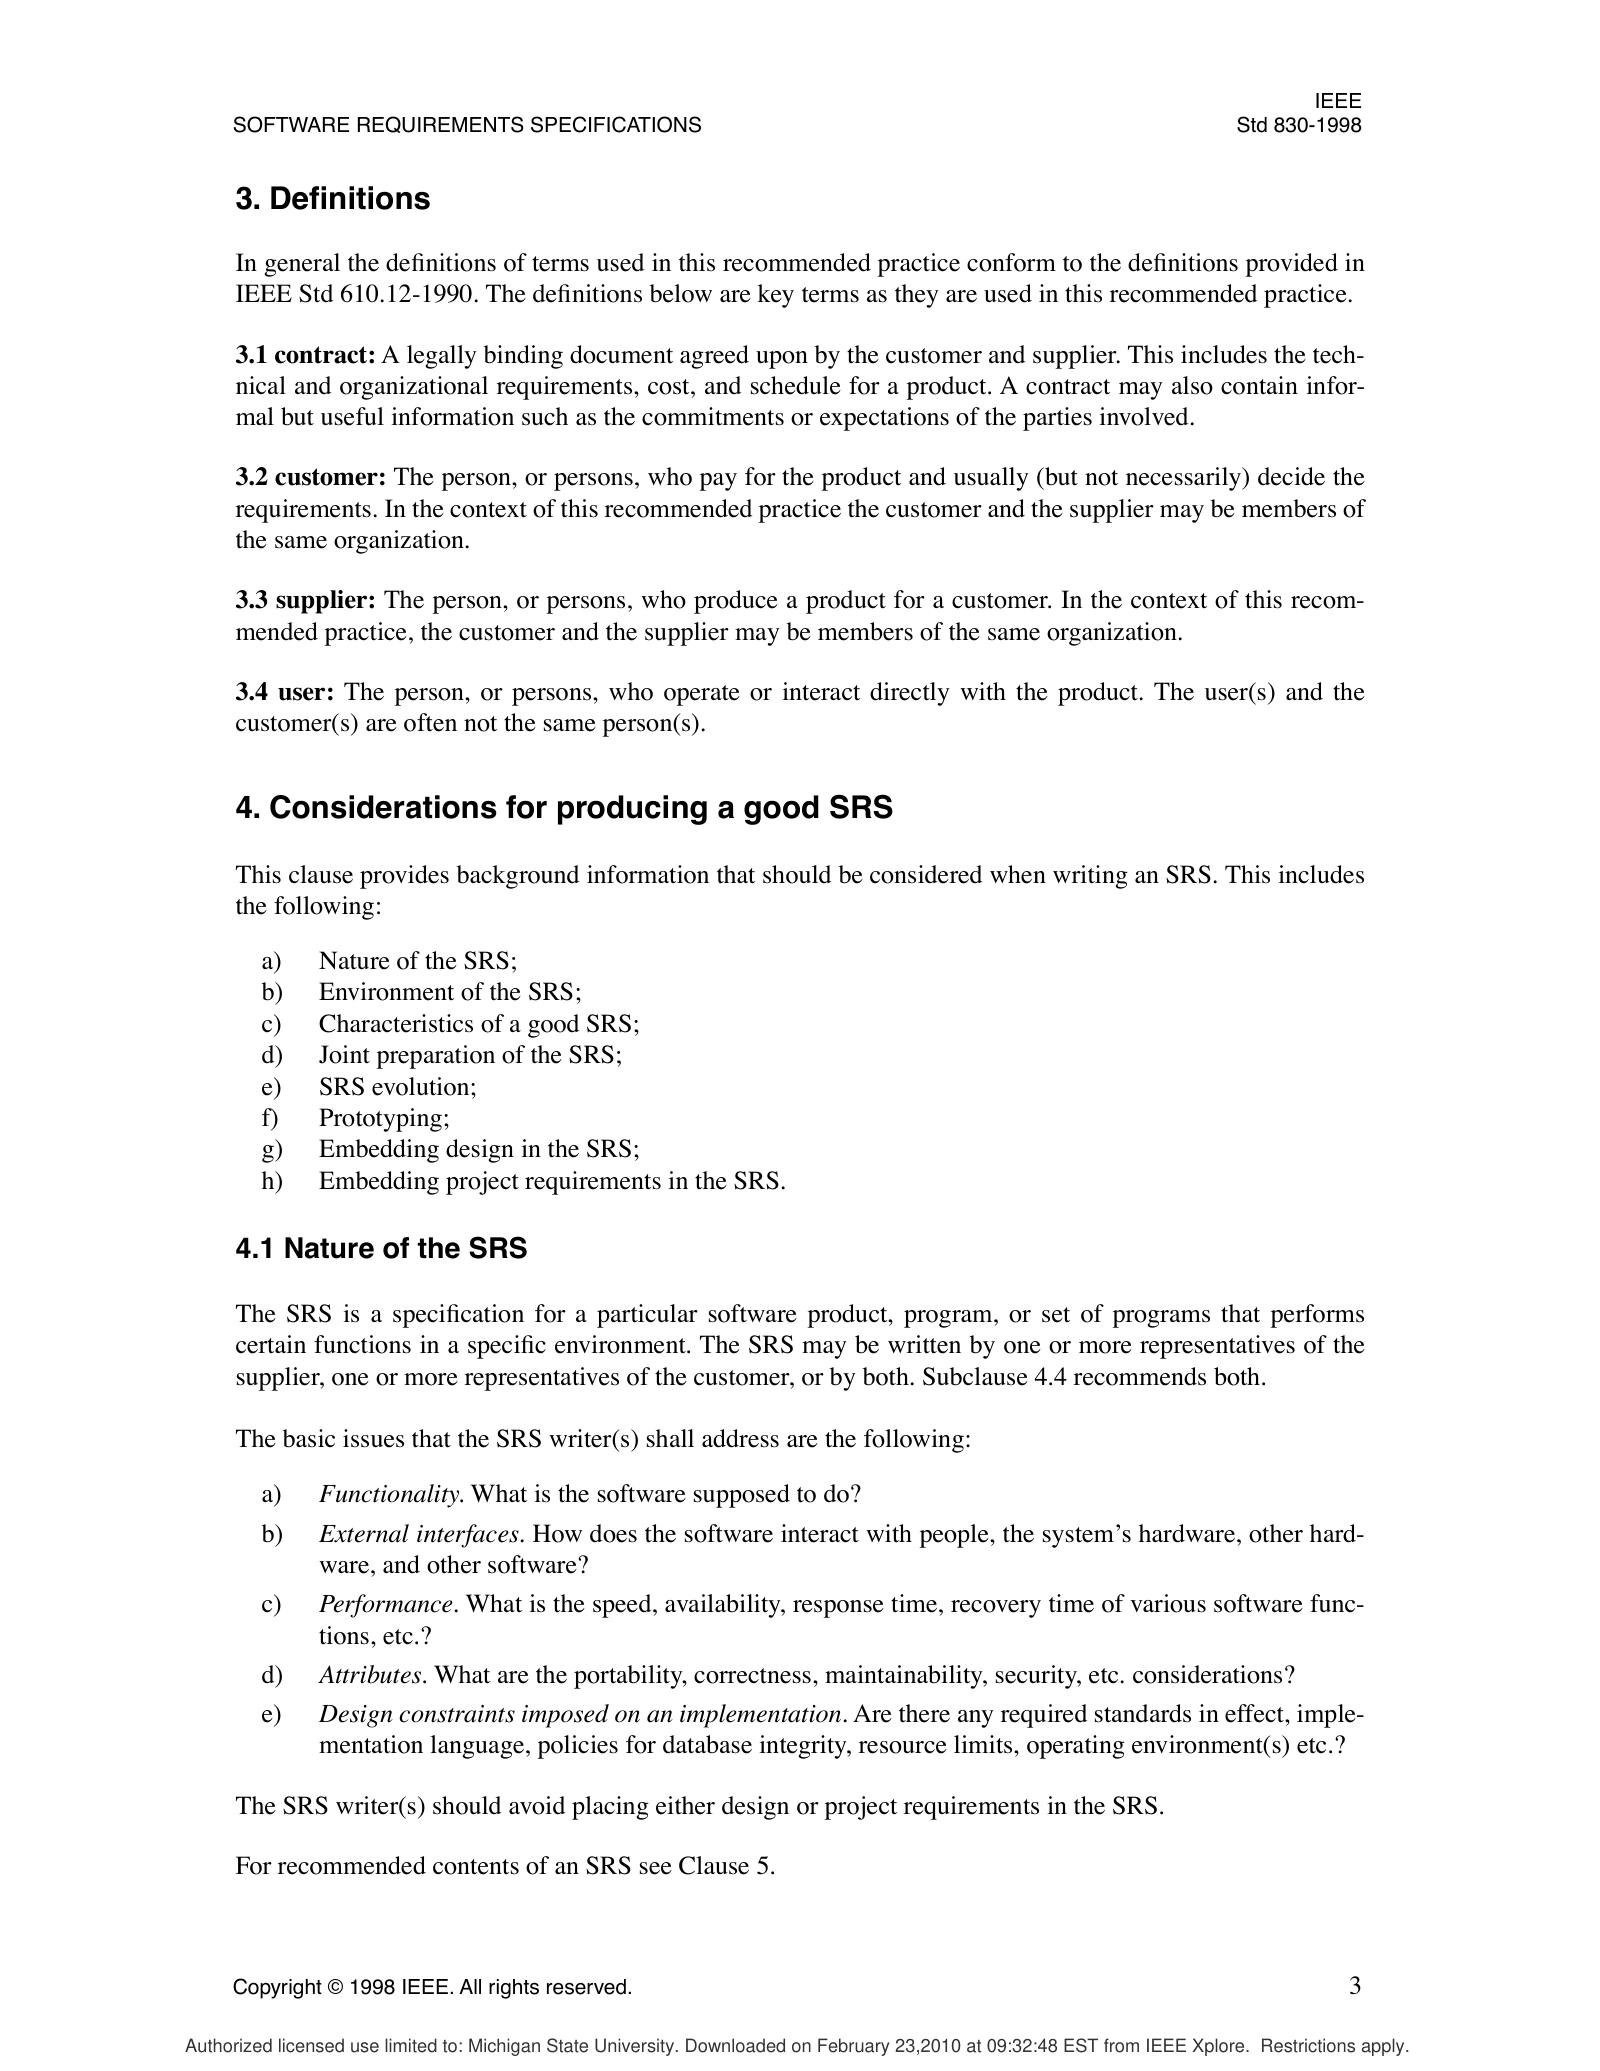 IEEE
SOFTWARE REQUIREMENTS SPECIFICATIONS
Std 830-1998
3. Definitions
In general the definitions of terms used in this recommended practice conform to the definitions provided in
IEEE Std 610.12-1990. The definitions below are key terms as they are used in this recommended practice.
3.1 contract: A legally binding document agreed upon by the customer and supplier. This includes the tech-
nical and organizational requirements, cost, and schedule for a product. A contract may also contain infor-
mal but useful information such as the commitments or expectations of the parties involved.
3.2 customer: The person, or persons, who pay for the product and usually (but not necessarily) decide the
requirements. In the context of this recommended practice the customer and the supplier may be members of
the same organization.
3.3 supplier: The person, or persons, who produce a product for a customer. In the context of this recom-
mended practice, the customer and the supplier may be members of the same organization.
3.4 user: The person, or persons, who operate or interact directly with the product. The user(s) and the
customer(s) are often not the same person(s).
4. Considerations for producing a good SRS
This clause provides background information that should be considered when writing an SRS. This includes
the following:
a) Nature of the SRS;
b) Environment of the SRS;
c) Characteristics of a good SRS;
d) Joint preparation of the SRS;
e) SRS evolution;
f) Prototyping;
g) Embedding design in the SRS;
h) Embedding project requirements in the SRS.
4.1 Nature of the SRS
The SRS is a specification for a particular software product, program, or set of programs that performs
certain functions in a specific environment. The SRS may be written by one or more representatives of the
supplier, one or more representatives of the customer, or by both. Subclause 4.4 recommends both.
The basic issues that the SRS writer(s) shall address are the following:
a) Functionality. What is the software supposed to do?
b) External interfaces. How does the software interact with people, the system’s hardware, other hard-
ware, and other software?
c) Performance. What is the speed, availability, response time, recovery time of various software func-
tions, etc.?
d) Attributes. What are the portability, correctness, maintainability, security, etc. considerations?
e) Design constraints imposed on an implementation. Are there any required standards in effect, imple-
mentation language, policies for database integrity, resource limits, operating environment(s) etc.?
The SRS writer(s) should avoid placing either design or project requirements in the SRS.
For recommended contents of an SRS see Clause 5.
Copyright © 1998 IEEE. All rights reserved.
3
Authorized licensed use limited to: Michigan State University. Downloaded on February 23,2010 at 09:32:48 EST from IEEE Xplore. Restrictions apply.